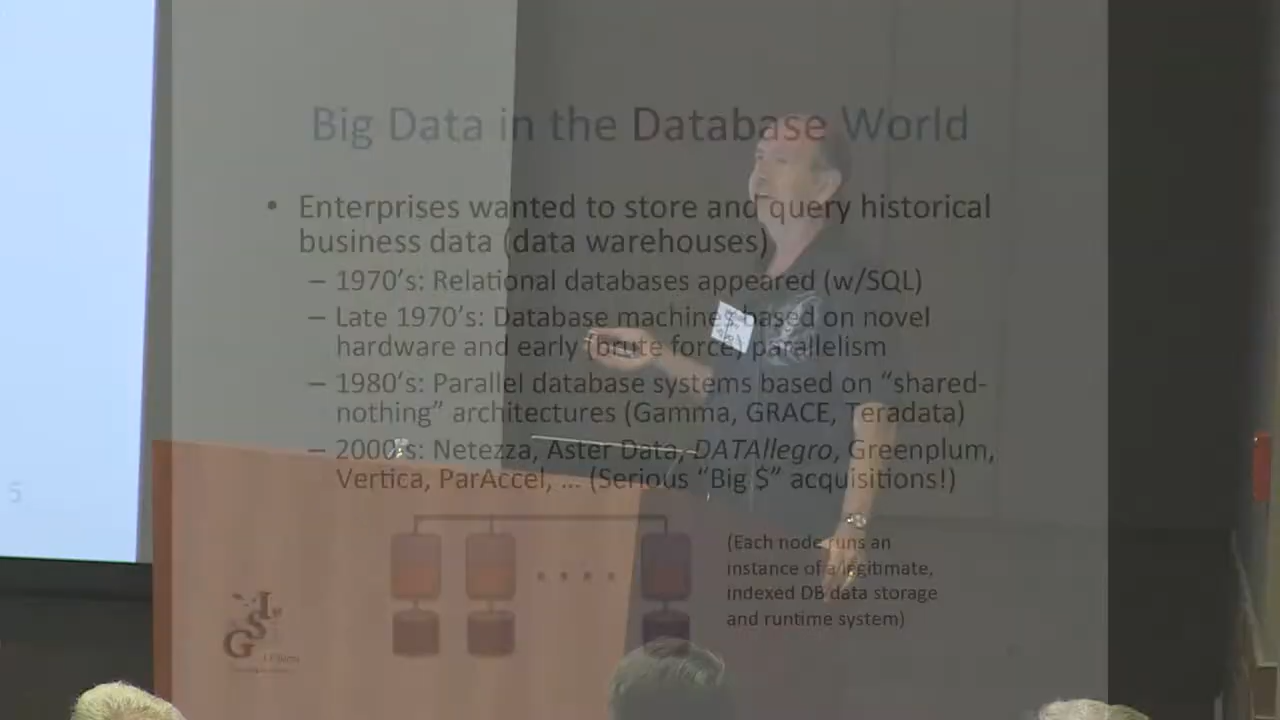 Big Data in the Database World
• Enterprises wanted to store and query historical
business data (data warehouses)
– 1970's: Relational databases appeared (w/SQL)
– Late 1970's: Database machines based on novel
hardware and early (brute force) parallelism
– 1980's: Parallel database systems based on “shared-
nothing” architectures (Gamma, GRACE, Teradata)
– 2000's: Netezza, Aster Data, DATAllegro, Greenplum,
Vertica, ParAccel, … (Serious “Big $” acquisitions!)
(Each node runs an
instance of a legitimate,
indexed DB data storage
and runtime system)
5
ISG